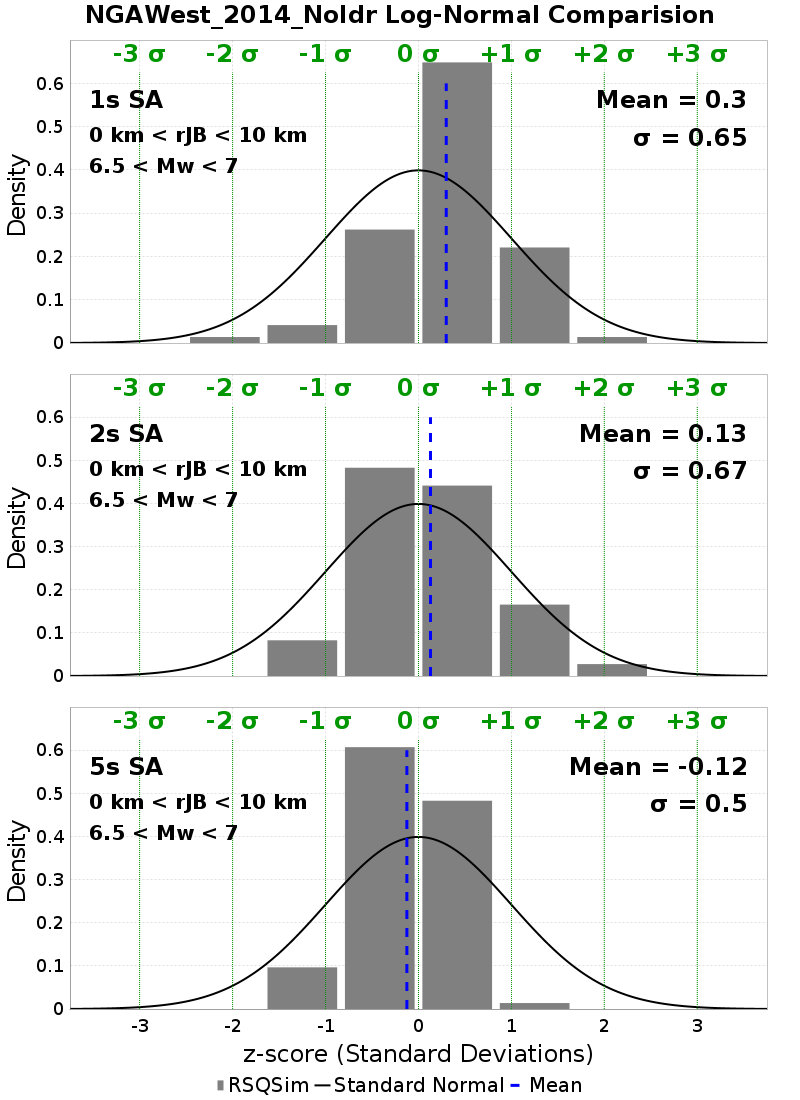 NGAWest_2014_NoIdr Log-Normal Comparision
-3 σ -2 σ -1 σ 0 σ +1 σ +2 σ +3 σ
0.6
1s SA Mean = 0.3
0.5
0 km < rJB < 10 km σ = 0.65
0.4
6.5 < Mw < 7
Density
0.3
0.2
0.1
0
-3 σ -2 σ -1 σ 0 σ +1 σ +2 σ +3 σ
0.6
2s SA Mean = 0.13
0.5
0 km < rJB < 10 km σ = 0.67
0.4
6.5 < Mw < 7
Density
0.3
0.2
0.1
0
-3 σ -2 σ -1 σ 0 σ +1 σ +2 σ +3 σ
0.6
5s SA Mean = -0.12
0.5
0 km < rJB < 10 km σ = 0.5
0.4
6.5 < Mw < 7
Density
0.3
0.2
0.1
0
-3 -2 -1 0 1 2 3
z-score (Standard Deviations)
RSQSim Standard Normal Mean